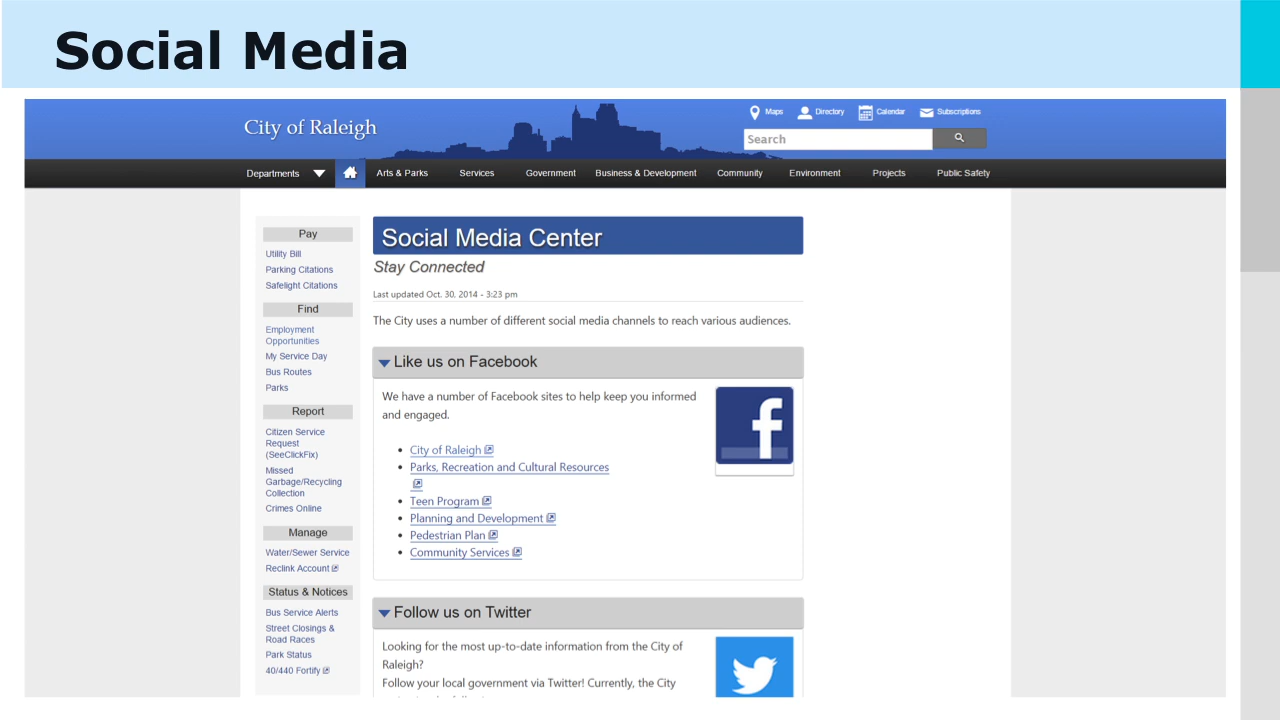 Social Media
City of Raleigh
Maps Directory Calendar Subscriptions
Search
Departments Arts & Parks Services Government Business & Development Community Environment Projects Public Safety
Pay
Utility Bill
Parking Citations
Safelight Citations
Find
Employment
Opportunities
My Service Day
Bus Routes
Parks
Report
Citizen Service
Request
(SeeClickFix)
Missed
Garbage/Recycling
Collection
Crimes Online
Manage
Water/Sewer Service
Reclink Account
Status & Notices
Bus Service Alerts
Street Closings &
Road Races
Park Status
40/440 Fortify
Social Media Center
Stay Connected
Last updated Oct. 30, 2014 - 3:23 pm
The City uses a number of different social media channels to reach various audiences.
Like us on Facebook
We have a number of Facebook sites to help keep you informed
and engaged.
• City of Raleigh
• Parks, Recreation and Cultural Resources
• Teen Program
• Planning and Development
• Pedestrian Plan
• Community Services
Follow us on Twitter
Looking for the most up-to-date information from the City of
Raleigh?
Follow your local government via Twitter! Currently, the City